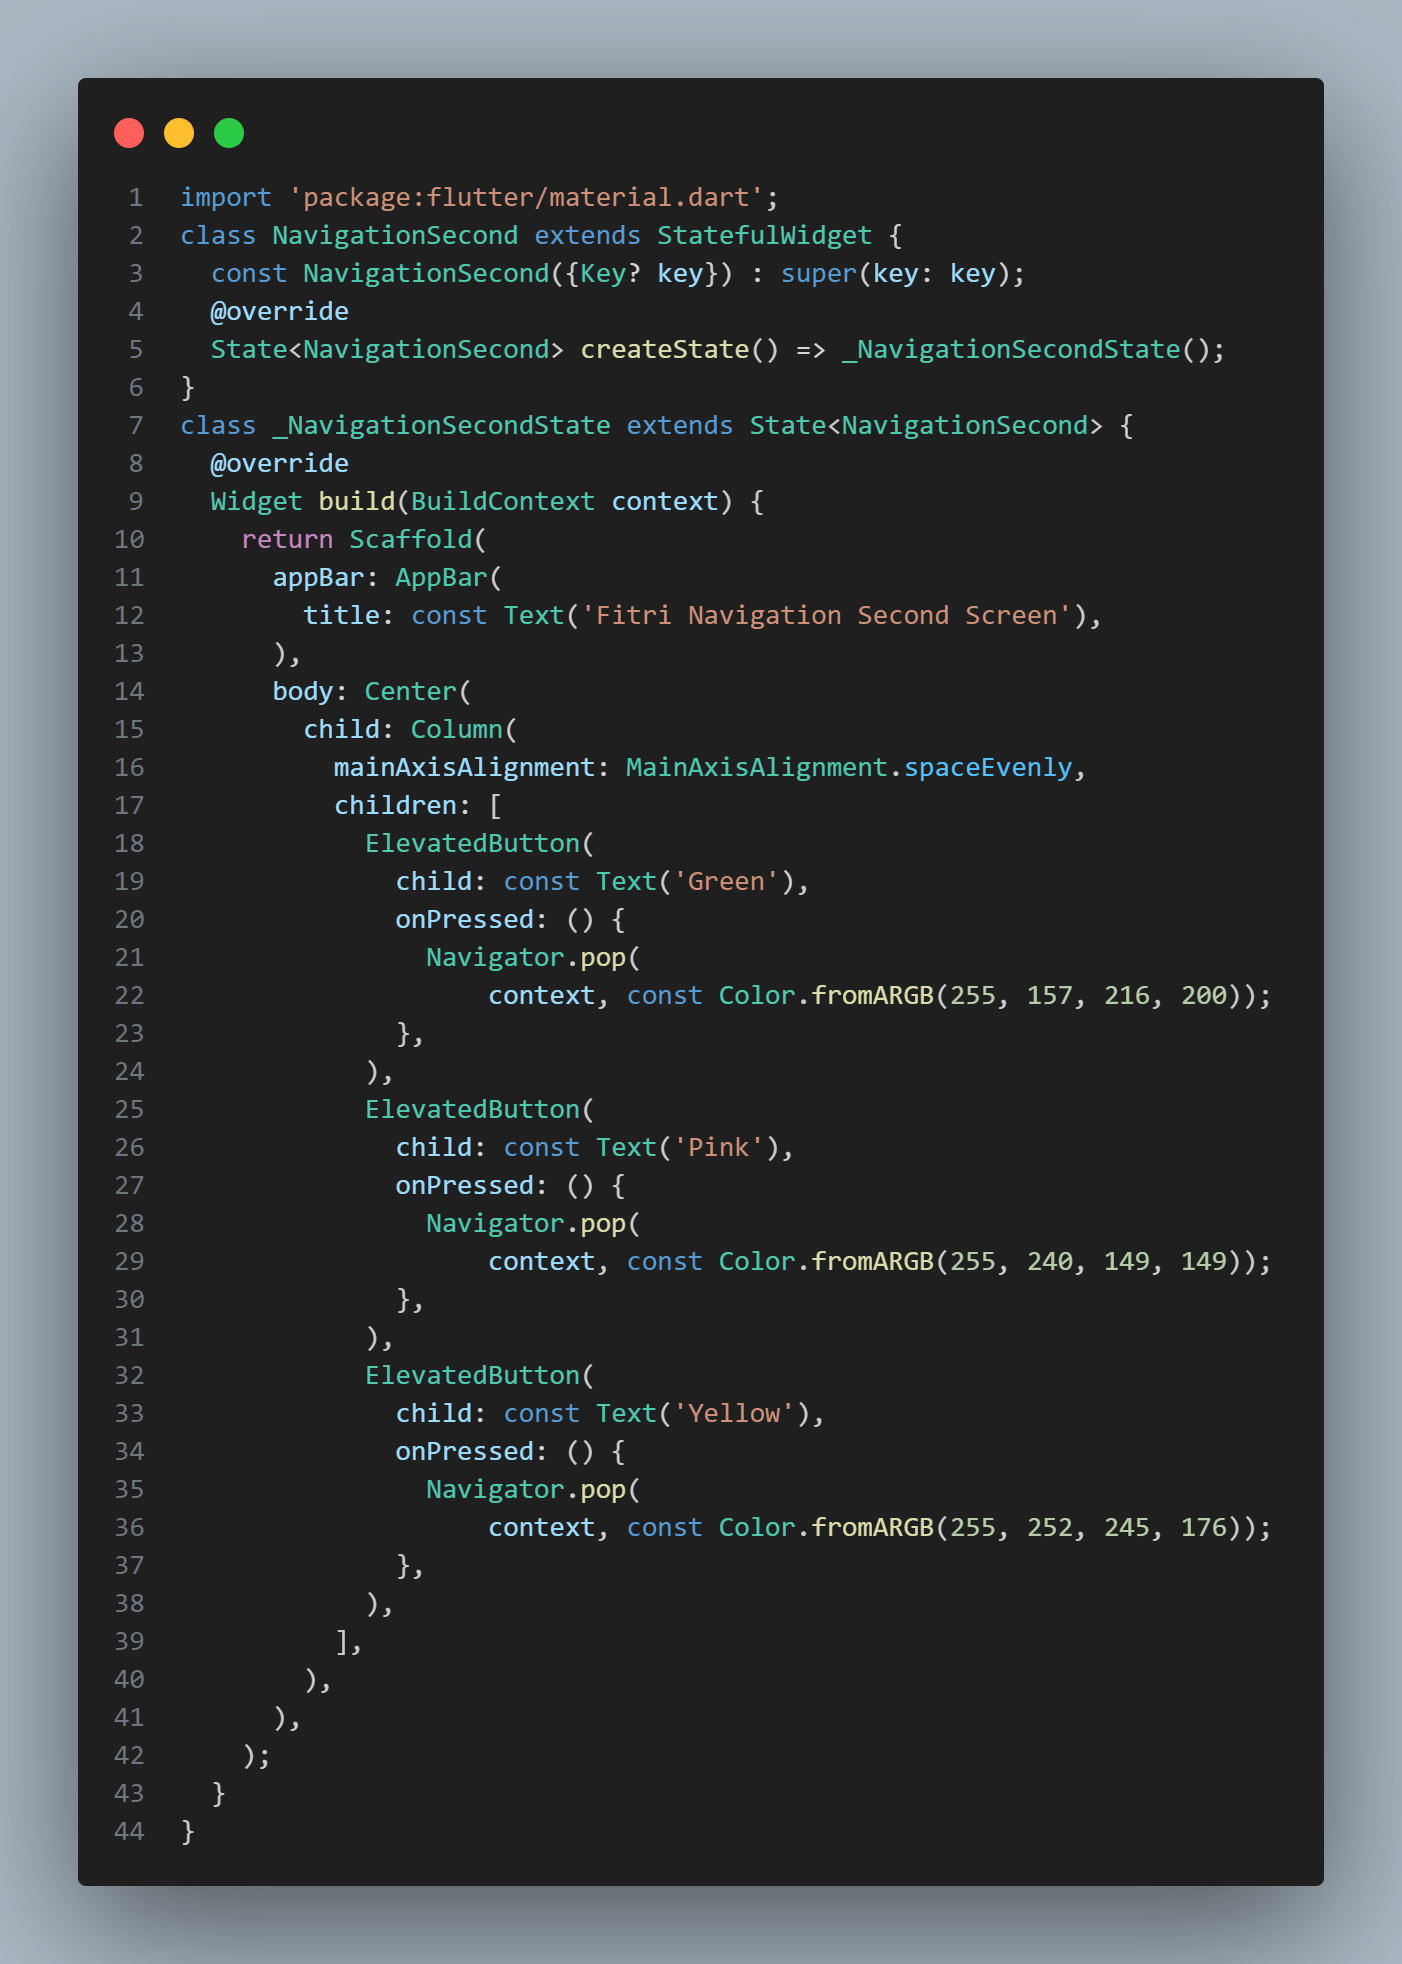 1 import 'package:flutter/material.dart';
2 class NavigationSecond extends StatefulWidget {
3   const NavigationSecond({Key? key}) : super(key: key);
4   @override
5   State<NavigationSecond> createState() => _NavigationSecondState();
6 }
7 class _NavigationSecondState extends State<NavigationSecond> {
8   @override
9   Widget build(BuildContext context) {
10     return Scaffold(
11       appBar: AppBar(
12         title: const Text('Fitri Navigation Second Screen'),
13       ),
14       body: Center(
15         child: Column(
16           mainAxisAlignment: MainAxisAlignment.spaceEvenly,
17           children: [
18             ElevatedButton(
19               child: const Text('Green'),
20               onPressed: () {
21                 Navigator.pop(
22                     context, const Color.fromARGB(255, 157, 216, 200));
23               },
24             ),
25             ElevatedButton(
26               child: const Text('Pink'),
27               onPressed: () {
28                 Navigator.pop(
29                     context, const Color.fromARGB(255, 240, 149, 149));
30               },
31             ),
32             ElevatedButton(
33               child: const Text('Yellow'),
34               onPressed: () {
35                 Navigator.pop(
36                     context, const Color.fromARGB(255, 252, 245, 176));
37               },
38             ),
39           ],
40         ),
41       ),
42     );
43   }
44 }